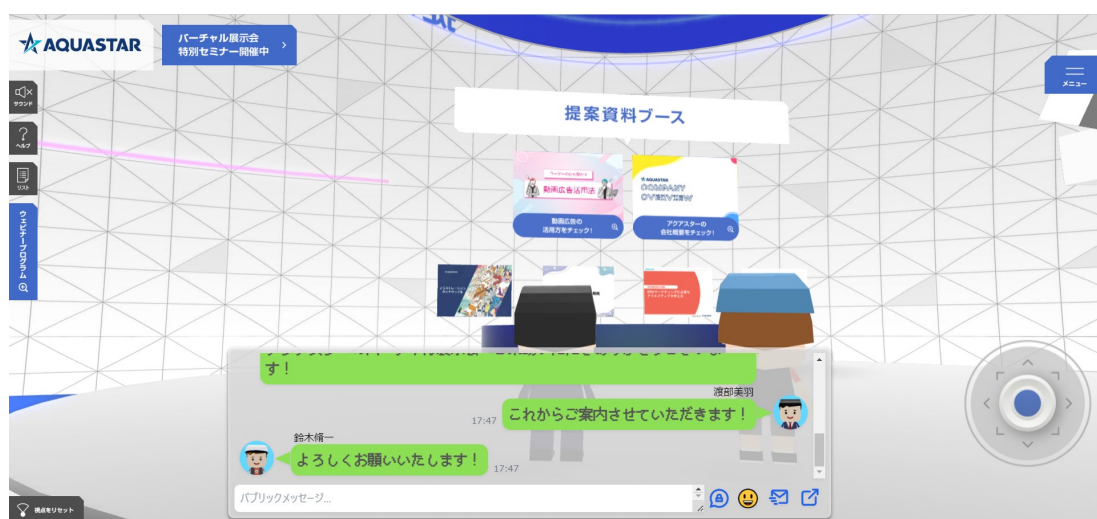 AQUASTAR
バーチャル展示会
特別セミナー開催中
メニュー
サウンド
ヘルプ
リスト
ウェビナープログラム
提案資料ブース
動画広告活用法
動画広告の
活用方をチェック!
AQUASTAR
COMPANY
OVERVIEW
アクアスターの
会社概要をチェック!
す!
渡部美羽
これからご案内させていただきます!
17:47
鈴木脩一
よろしくお願いいたします!
17:47
パブリックメッセージ...
視点をリセット